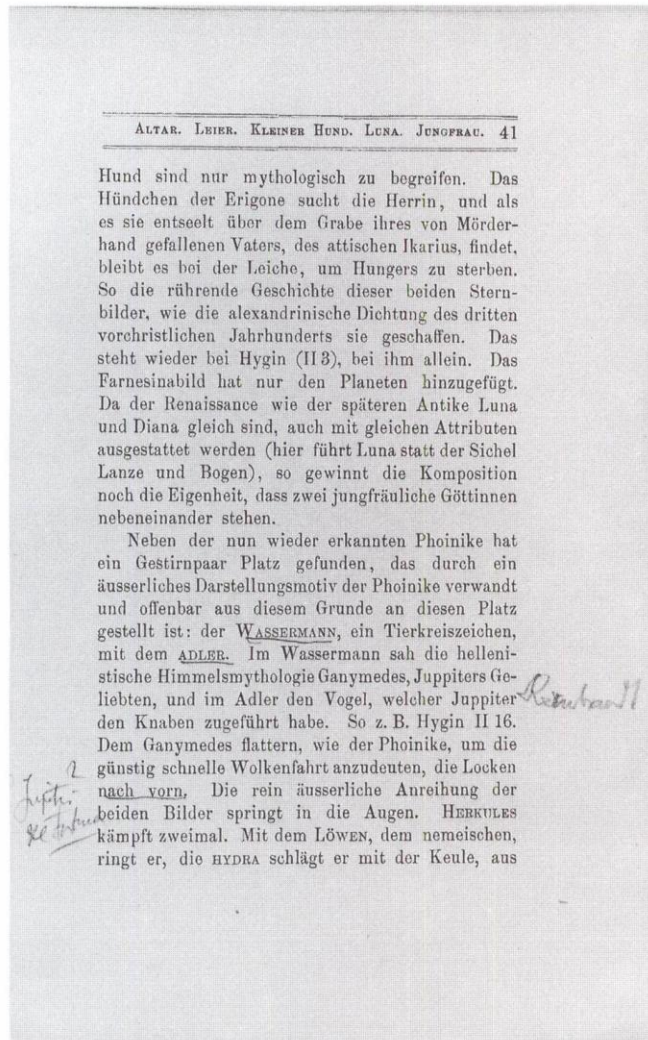 ALTAR. LEIER. KLEINER HUND. LUNA. JUNGFRAU. 41
Hund sind nur mythologisch zu begreifen. Das
Hündchen der Erigone sucht die Herrin, und als
es sie entseelt über dem Grabe ihres von Mörder-
hand gefallenen Vaters, des attischen Ikarius, findet,
bleibt es bei der Leiche, um Hungers zu sterben.
So die rührende Geschichte dieser beiden Stern-
bilder, wie die alexandrinische Dichtung des dritten
vorchristlichen Jahrhunderts sie geschaffen. Das
steht wieder bei Hygin (II 3), bei ihm allein. Das
Farnesinabild hat nur den Planeten hinzugefügt.
Da der Renaissance wie der späteren Antike Luna
und Diana gleich sind, auch mit gleichen Attributen
ausgestattet werden (hier führt Luna statt der Sichel
Lanze und Bogen), so gewinnt die Komposition
noch die Eigenheit, dass zwei jungfräuliche Göttinnen
nebeneinander stehen.
Neben der nun wieder erkannten Phoinike hat
ein Gestirnpaar Platz gefunden, das durch ein
äusserliches Darstellungsmotiv der Phoinike verwandt
und offenbar aus diesem Grunde an diesen Platz
gestellt ist: der WASSERMANN, ein Tierkreiszeichen,
mit dem ADLER. Im Wassermann sah die helleni-
stische Himmelsmythologie Ganymedes, Juppiters Ge-
liebten, und im Adler den Vogel, welcher Juppiter
Rembrandt
den Knaben zugeführt habe. So z. B. Hygin II 16.
Dem Ganymedes flattern, wie der Phoinike, um die
günstig schnelle Wolkenfahrt anzudeuten, die Locken
nach vorn. Die rein äusserliche Anreihung der
beiden Bilder springt in die Augen. HERKULES
kämpft zweimal. Mit dem LÖWEN, dem nemeischen,
ringt er, die HYDRA schlägt er mit der Keule, aus